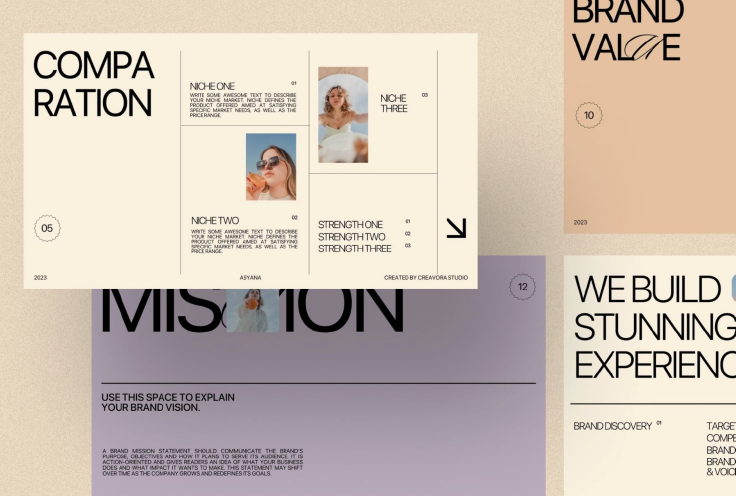 COMPA
RATION
05
2023
NICHE ONE
01
WRITE SOME AWESOME TEXT TO DESCRIBE
YOUR NICHE MARKET. NICHE DEFINES THE
PRODUCT OFFERED AIMED AT SATISFYING
SPECIFIC MARKET NEEDS, AS WELL AS THE
PRICE RANGE.
NICHE TWO
02
WRITE SOME AWESOME TEXT TO DESCRIBE
YOUR NICHE MARKET. NICHE DEFINES THE
PRODUCT OFFERED AIMED AT SATISFYING
SPECIFIC MARKET NEEDS, AS WELL AS THE
PRICE RANGE.
ASYANA
NICHE
THREE
03
STRENGTH ONE 01
STRENGTH TWO 02
STRENGTH THREE 03
CREATED BY CREAVORA STUDIO
BRAND
VALUE
10
2023
MISSION
12
USE THIS SPACE TO EXPLAIN
YOUR BRAND VISION.
A BRAND MISSION STATEMENT SHOULD COMMUNICATE THE BRAND'S
PURPOSE, OBJECTIVES AND HOW IT PLANS TO SERVE ITS AUDIENCE. IT IS
ACTION-ORIENTED AND GIVES READERS AN IDEA OF WHAT YOUR BUSINESS
DOES AND WHAT IMPACT IT WANTS TO MAKE. THIS STATEMENT MAY SHIFT
OVER TIME AS THE COMPANY GROWS AND REDEFINES ITS GOALS.
WE BUILD
STUNNING
EXPERIENC
BRAND DISCOVERY 01
TARGE
COMPE
BRAND
BRAND
& VOIC